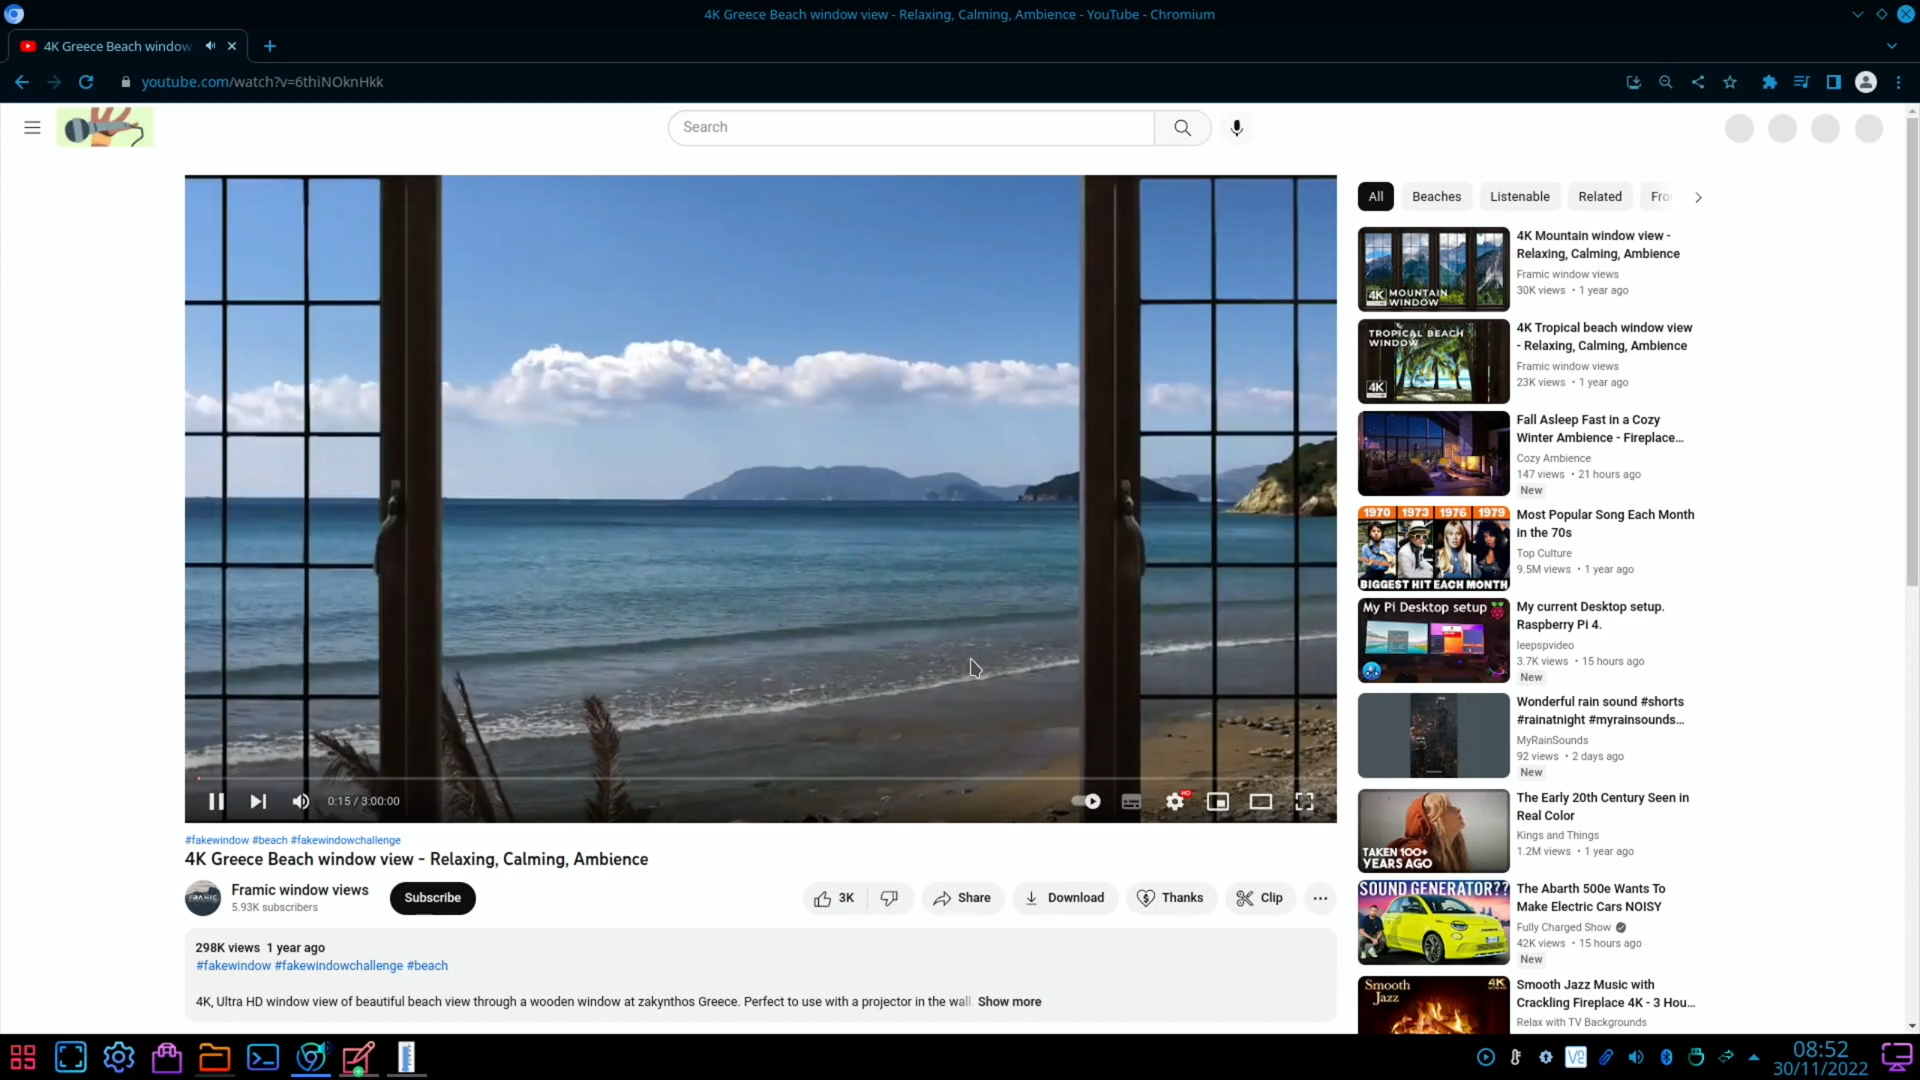 4K Greece Beach window view - Relaxing, Calming, Ambience - YouTube - Chromium
4K Greece Beach window
youtube.com/watch?v=6thiNOknHkk
Search
All
Beaches
Listenable
Related
Fro
4K Mountain window view -
Relaxing, Calming, Ambience
Framic window views
30K views • 1 year ago
4K MOUNTAIN
WINDOW
4K Tropical beach window view
- Relaxing, Calming, Ambience
Framic window views
23K views • 1 year ago
TROPICAL BEACH
WINDOW
4K
Fall Asleep Fast in a Cozy
Winter Ambience - Fireplace...
Cozy Ambience
147 views • 21 hours ago
New
1970 1973 1976 1979
BIGGEST HIT EACH MONTH
Most Popular Song Each Month
in the 70s
Top Culture
9.5M views • 1 year ago
My Pi Desktop setup
My current Desktop setup.
Raspberry Pi 4.
leepspvideo
3.7K views • 15 hours ago
New
Wonderful rain sound #shorts
#rainatnight #myrainsounds...
MyRainSounds
92 views • 2 days ago
New
TAKEN 100+
YEARS AGO
The Early 20th Century Seen in
Real Color
Kings and Things
1.2M views • 1 year ago
SOUND GENERATOR??
The Abarth 500e Wants To
Make Electric Cars NOISY
Fully Charged Show
42K views • 15 hours ago
New
Smooth
Jazz
4K
Smooth Jazz Music with
Crackling Fireplace 4K - 3 Hou...
Relax with TV Backgrounds
0:15 / 3:00:00
HD
#fakewindow #beach #fakewindowchallenge
4K Greece Beach window view - Relaxing, Calming, Ambience
Framic window views
5.93K subscribers
Subscribe
3K
Share
Download
Thanks
Clip
298K views 1 year ago
#fakewindow #fakewindowchallenge #beach
4K, Ultra HD window view of beautiful beach view through a wooden window at zakynthos Greece. Perfect to use with a projector in the wall. Show more
08:52
30/11/2022